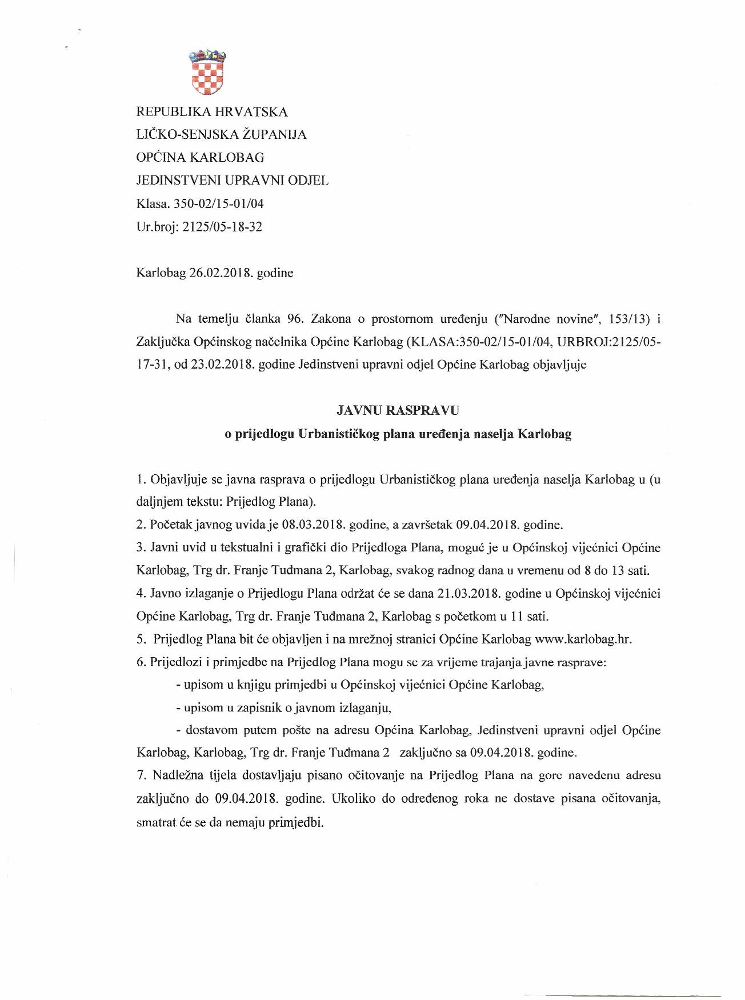 REPUBLIKA HRVATSKA
LIČKO-SENJSKA ŽUPANIJA
OPĆINA KARLOBAG
JEDINSTVENI UPRAVNI ODJEL
Klasa. 350-02/15-01/04
Ur.broj: 2125/05-18-32
Karlobag 26.02.2018. godine
Na temelju članka 96. Zakona o prostornom uređenju ("Narodne novine", 153/13) i
Zaključka Općinskog načelnika Općine Karlobag (KLASA:350-02/15-01/04, URBROJ:2125/05-
17-31, od 23.02.2018. godine Jedinstveni upravni odjel Općine Karlobag objavljuje
JAVNU RASPRAVU
o prijedlogu Urbanističkog plana uređenja naselja Karlobag
1. Objavljuje se javna rasprava o prijedlogu Urbanističkog plana uređenja naselja Karlobag u (u
daljnjem tekstu: Prijedlog Plana).
2. Početak javnog uvida je 08.03.2018. godine, a završetak 09.04.2018. godine.
3. Javni uvid u tekstualni i grafički dio Prijedloga Plana, moguć je u Općinskoj vijećnici Općine
Karlobag, Trg dr. Franje Tuđmana 2, Karlobag, svakog radnog dana u vremenu od 8 do 13 sati.
4. Javno izlaganje o Prijedlogu Plana održat će se dana 21.03.2018. godine u Općinskoj vijećnici
Općine Karlobag, Trg dr. Franje Tuđmana 2, Karlobag s početkom u 11 sati.
5. Prijedlog Plana bit će objavljen i na mrežnoj stranici Općine Karlobag www.karlobag.hr.
6. Prijedlozi i primjedbe na Prijedlog Plana mogu se za vrijeme trajanja javne rasprave:
- upisom u knjigu primjedbi u Općinskoj vijećnici Općine Karlobag,
- upisom u zapisnik o javnom izlaganju,
- dostavom putem pošte na adresu Općina Karlobag, Jedinstveni upravni odjel Općine
Karlobag, Karlobag, Trg dr. Franje Tuđmana 2 zaključno sa 09.04.2018. godine.
7. Nadležna tijela dostavljaju pisano očitovanje na Prijedlog Plana na gore navedenu adresu
zaključno do 09.04.2018. godine. Ukoliko do određenog roka ne dostave pisana očitovanja,
smatrat će se da nemaju primjedbi.